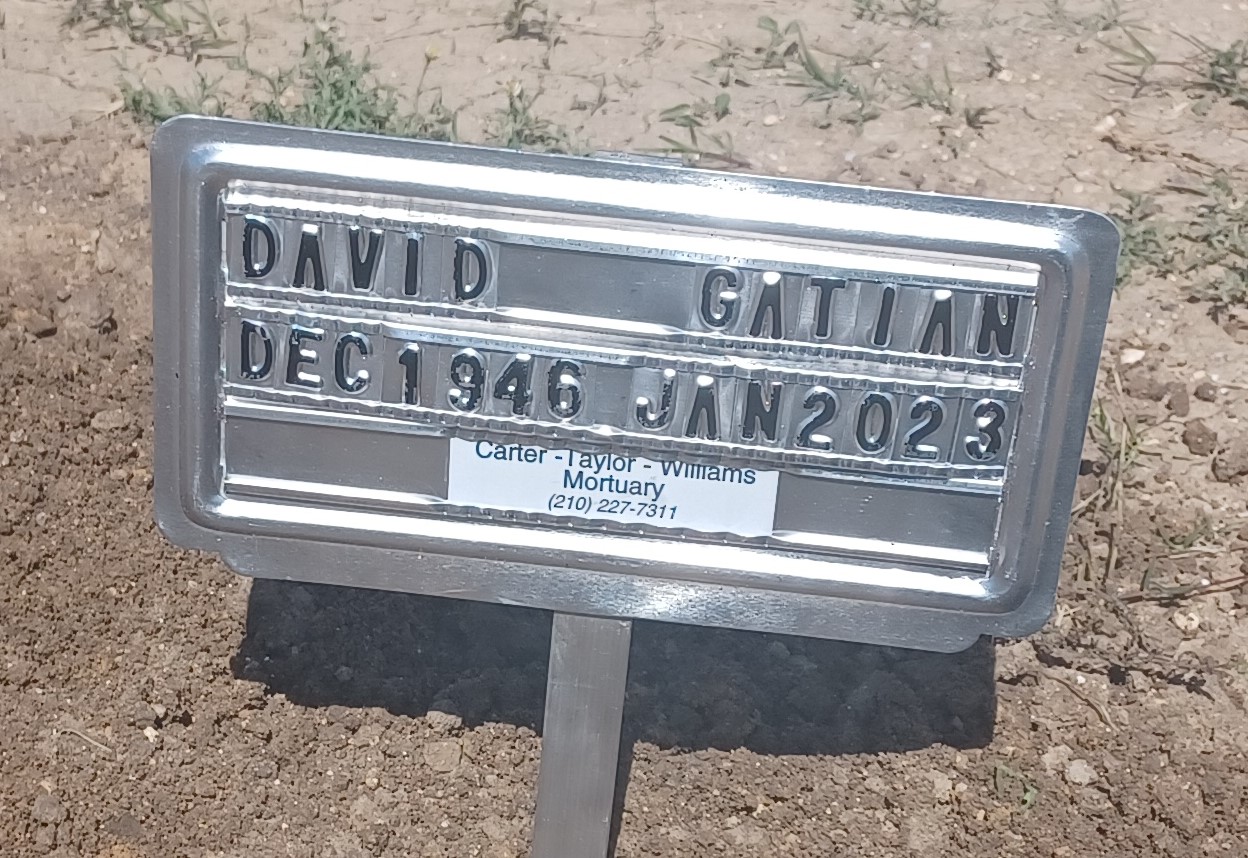 DAVID GATIAN
DEC 1946 JAN 2023
Carter -Taylor - Williams
Mortuary
(210) 227-7311